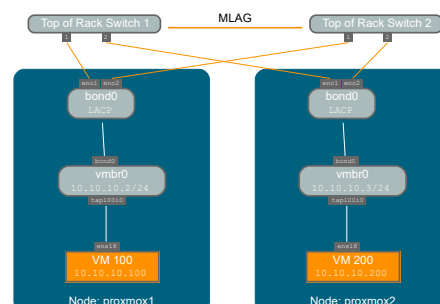 MLAG
Top of Rack Switch 1
Top of Rack Switch 2
1 2
1 2
eno1 eno2
eno1 eno2
bond0
LACP
bond0
LACP
bond0
bond0
vmbr0
10.10.10.2/24
vmbr0
10.10.10.3/24
tap100i0
tap100i0
ens18
ens18
VM 100
10.10.10.100
VM 200
10.10.10.200
Node: proxmox1
Node: proxmox2